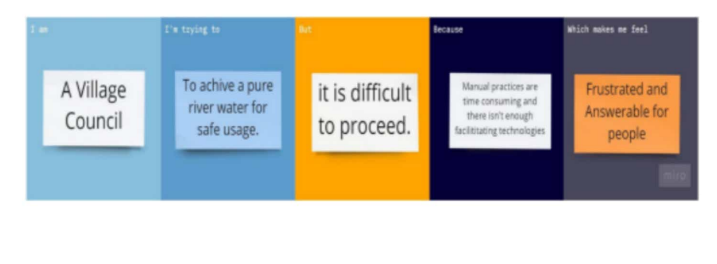 I am
A Village
Council
I'm trying to
To achive a pure
river water for
safe usage.
But
it is difficult
to proceed.
Because
Manual practices are
time consuming and
there isn't enough
facilititating technologies
Which makes me feel
Frustrated and
Answerable for
people
miro